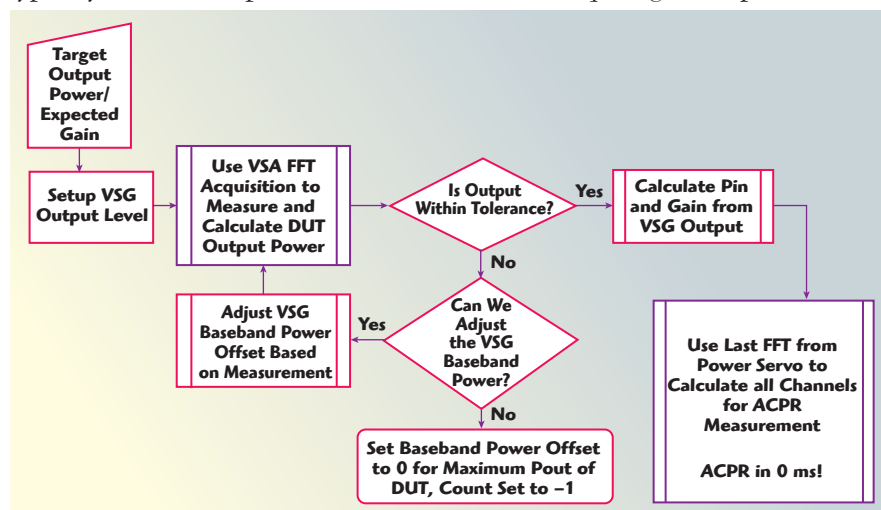 Target
Output
Power/
Expected
Gain
Setup VSG
Output Level
Use VSA FFT
Acquisition to
Measure and
Calculate DUT
Output Power
Is Output
Within Tolerance?
Yes
Calculate Pin
and Gain from
VSG Output
No
Can We
Adjust
the VSG
Baseband
Power?
Yes
Adjust VSG
Baseband Power
Offset Based
on Measurement
No
Set Baseband Power Offset
to 0 for Maximum Pout of
DUT, Count Set to –1
Use Last FFT from
Power Servo to
Calculate all Channels
for ACPR
Measurement
ACPR in 0 ms!